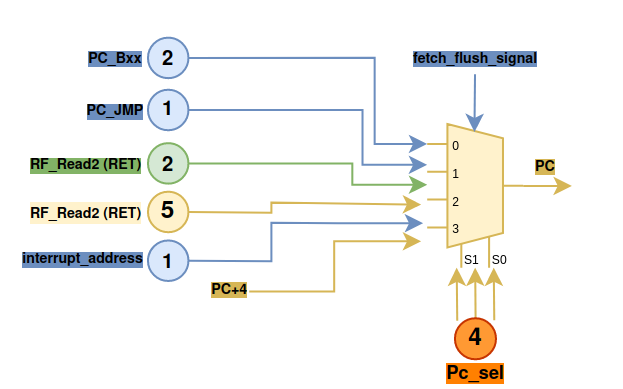 PC_Bxx 2
fetch_flush_signal
PC_JMP 1
0
RF_Read2 (RET) 2
1
PC
2
RF_Read2 (RET) 5
3
interrupt_address 1
S1 S0
PC+4
4
Pc_sel